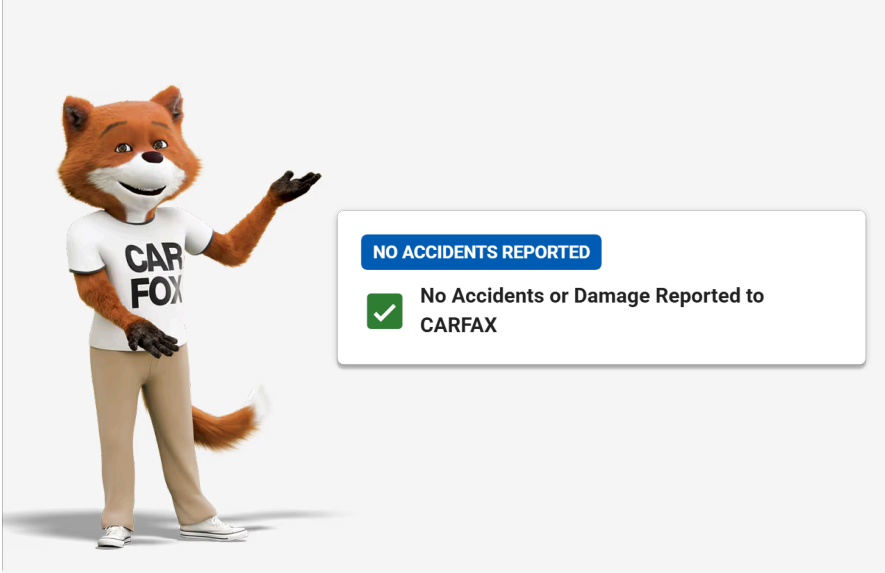 CAR
FOX
NO ACCIDENTS REPORTED
No Accidents or Damage Reported to
CARFAX